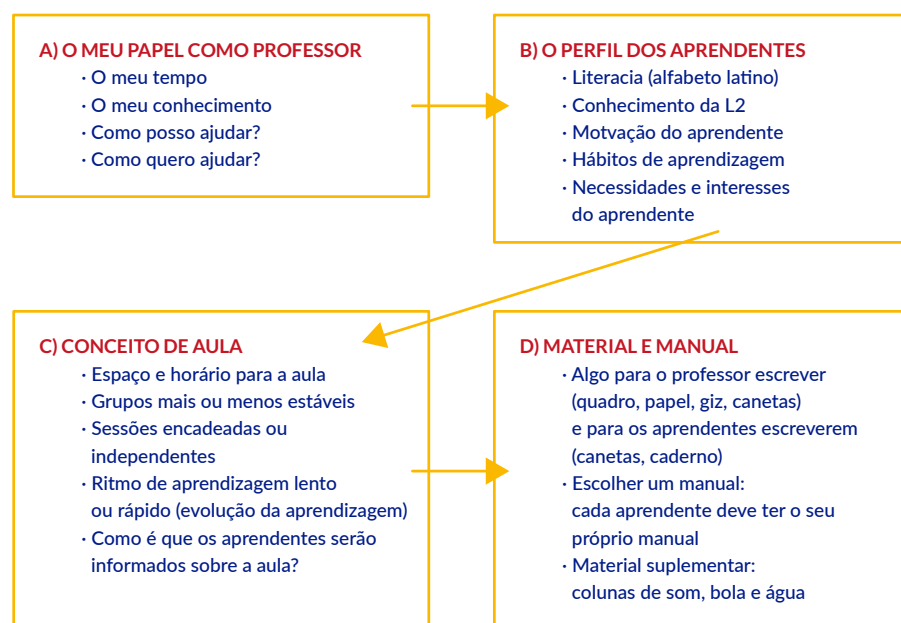 A) O MEU PAPEL COMO PROFESSOR
· O meu tempo
· O meu conhecimento
· Como posso ajudar?
· Como quero ajudar?
B) O PERFIL DOS APRENDENTES
· Literacia (alfabeto latino)
· Conhecimento da L2
· Motvação do aprendente
· Hábitos de aprendizagem
· Necessidades e interesses
do aprendente
C) CONCEITO DE AULA
· Espaço e horário para a aula
· Grupos mais ou menos estáveis
· Sessões encadeadas ou
independentes
· Ritmo de aprendizagem lento
ou rápido (evolução da aprendizagem)
· Como é que os aprendentes serão
informados sobre a aula?
D) MATERIAL E MANUAL
· Algo para o professor escrever
(quadro, papel, giz, canetas)
e para os aprendentes escreverem
(canetas, caderno)
· Escolher um manual:
cada aprendente deve ter o seu
próprio manual
· Material suplementar:
colunas de som, bola e água